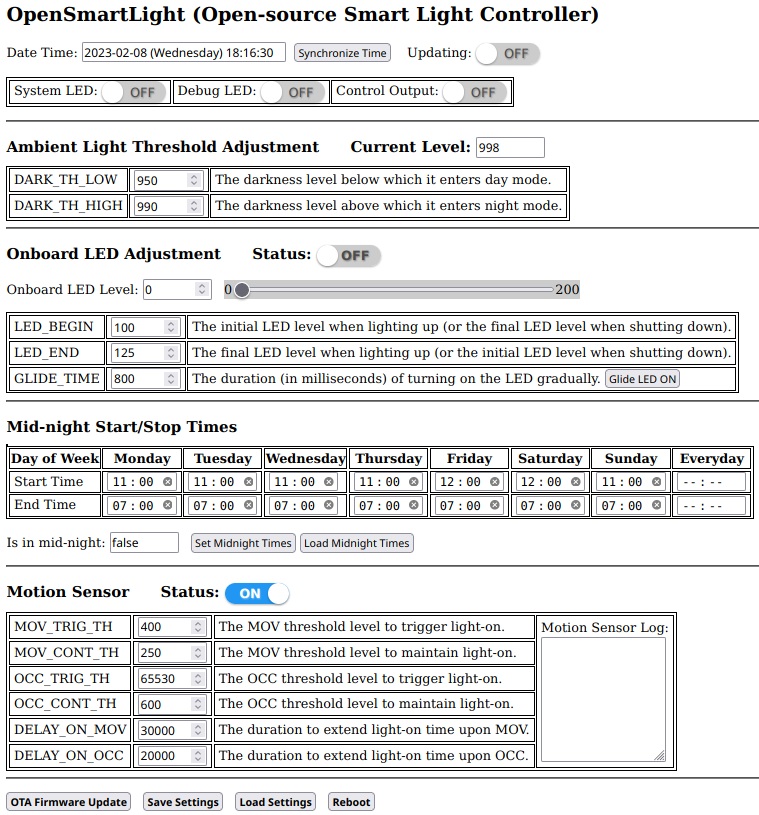 OpenSmartLight (Open-source Smart Light Controller)
Date Time: 2023-02-08 (Wednesday) 18:16:30 Synchronize Time Updating: OFF
System LED: OFF Debug LED: OFF Control Output: OFF
Ambient Light Threshold Adjustment Current Level: 998
DARK_TH_LOW 950 The darkness level below which it enters day mode.
DARK_TH_HIGH 990 The darkness level above which it enters night mode.
Onboard LED Adjustment Status: OFF
Onboard LED Level: 0 0 200
LED_BEGIN 100 The initial LED level when lighting up (or the final LED level when shutting down).
LED_END 125 The final LED level when lighting up (or the initial LED level when shutting down).
GLIDE_TIME 800 The duration (in milliseconds) of turning on the LED gradually. Glide LED ON
Mid-night Start/Stop Times
Day of Week Monday Tuesday Wednesday Thursday Friday Saturday Sunday Everyday
Start Time 11:00 11:00 11:00 11:00 12:00 12:00 11:00 --:--
End Time 07:00 07:00 07:00 07:00 07:00 07:00 07:00 --:--
Is in mid-night: false Set Midnight Times Load Midnight Times
Motion Sensor Status: ON
MOV_TRIG_TH 400 The MOV threshold level to trigger light-on. Motion Sensor Log:
MOV_CONT_TH 250 The MOV threshold level to maintain light-on.
OCC_TRIG_TH 65530 The OCC threshold level to trigger light-on.
OCC_CONT_TH 600 The OCC threshold level to maintain light-on.
DELAY_ON_MOV 30000 The duration to extend light-on time upon MOV.
DELAY_ON_OCC 20000 The duration to extend light-on time upon OCC.
OTA Firmware Update Save Settings Load Settings Reboot